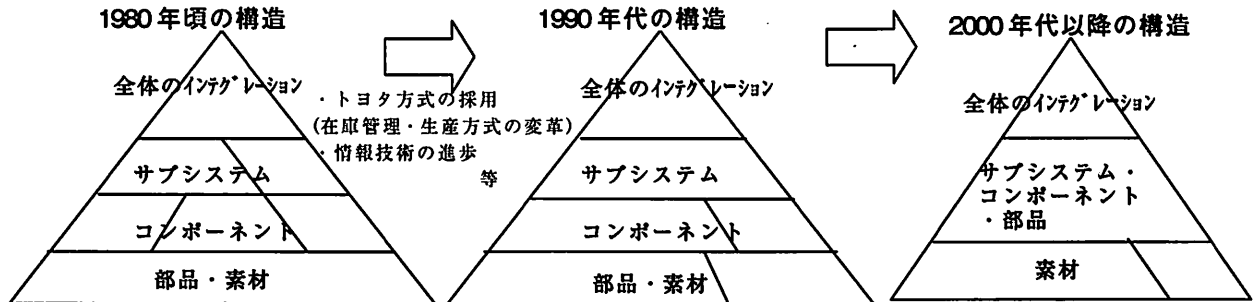 1980年頃の構造
全体のインテグレーション
サブシステム
コンポーネント
部品・素材
・トヨタ方式の採用
(在庫管理・生産方式の変革)
・情報技術の進歩
等
1990年代の構造
全体のインテグレーション
サブシステム
コンポーネント
部品・素材
2000年代以降の構造
全体のインテグレーション
サブシステム・
コンポーネント
・部品
素材